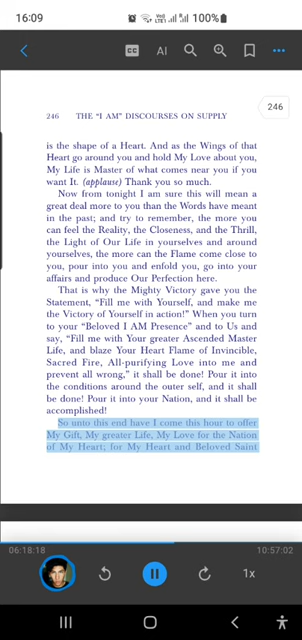 16:09
Vo)) LTE1
100%
CC
AI
246
246 THE “I AM” DISCOURSES ON SUPPLY
is the shape of a Heart. And as the Wings of that
Heart go around you and hold My Love about you,
My Life is Master of what comes near you if you
want It. (applause) Thank you so much.
Now from tonight I am sure this will mean a
great deal more to you than the Words have meant
in the past; and try to remember, the more you
can feel the Reality, the Closeness, and the Thrill,
the Light of Our Life in yourselves and around
yourselves, the more can the Flame come close to
you, pour into you and enfold you, go into your
affairs and produce Our Perfection here.
That is why the Mighty Victory gave you the
Statement, “Fill me with Yourself, and make me
the Victory of Yourself in action!” When you turn
to your “Beloved I AM Presence” and to Us and
say, “Fill me with Your greater Ascended Master
Life, and blaze Your Heart Flame of Invincible,
Sacred Fire, All-purifying Love into me and
prevent all wrong,” it shall be done! Pour it into
the conditions around the outer self, and it shall
be done! Pour it into your Nation, and it shall be
accomplished!
So unto this end have I come this hour to offer
My Gift, My greater Life, My Love for the Nation
of My Heart; for My Heart and Beloved Saint
06:18:18
10:57:02
1x